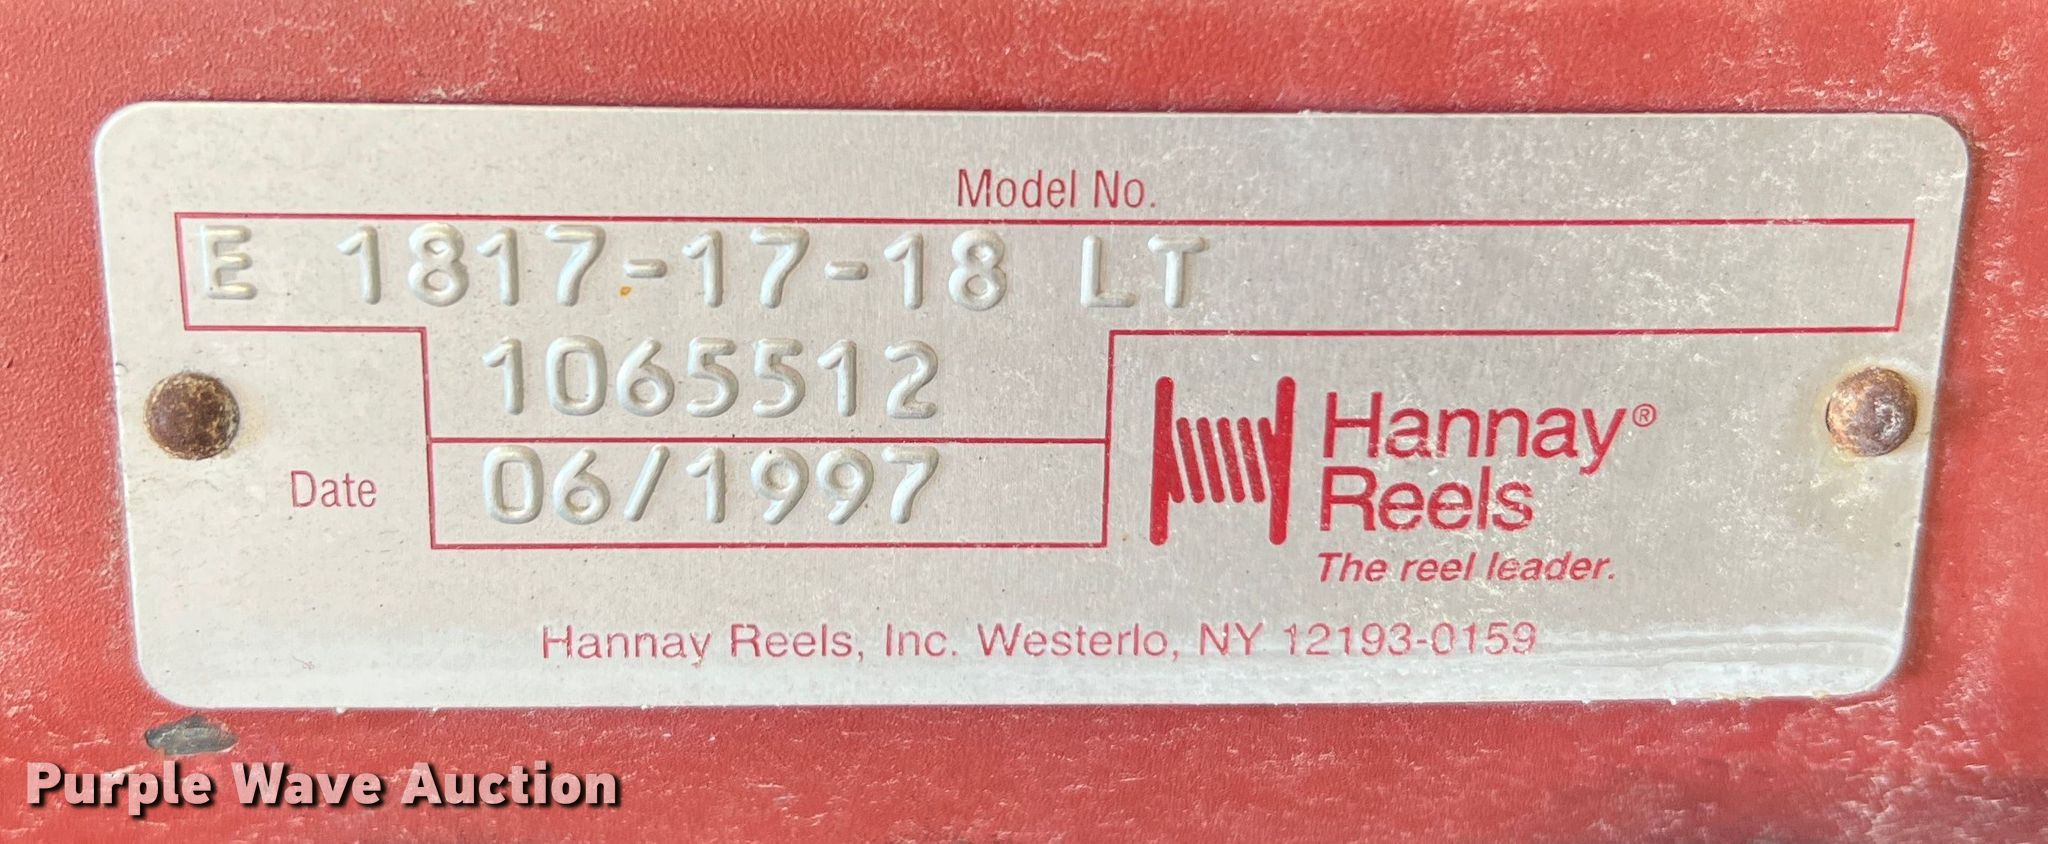 Model No.
E 1817-17-18 LT
1065512
Date 06/1997
Hannay®
Reels
The reel leader.
Hannay Reels, Inc. Westerlo, NY 12193-0159
Purple Wave Auction